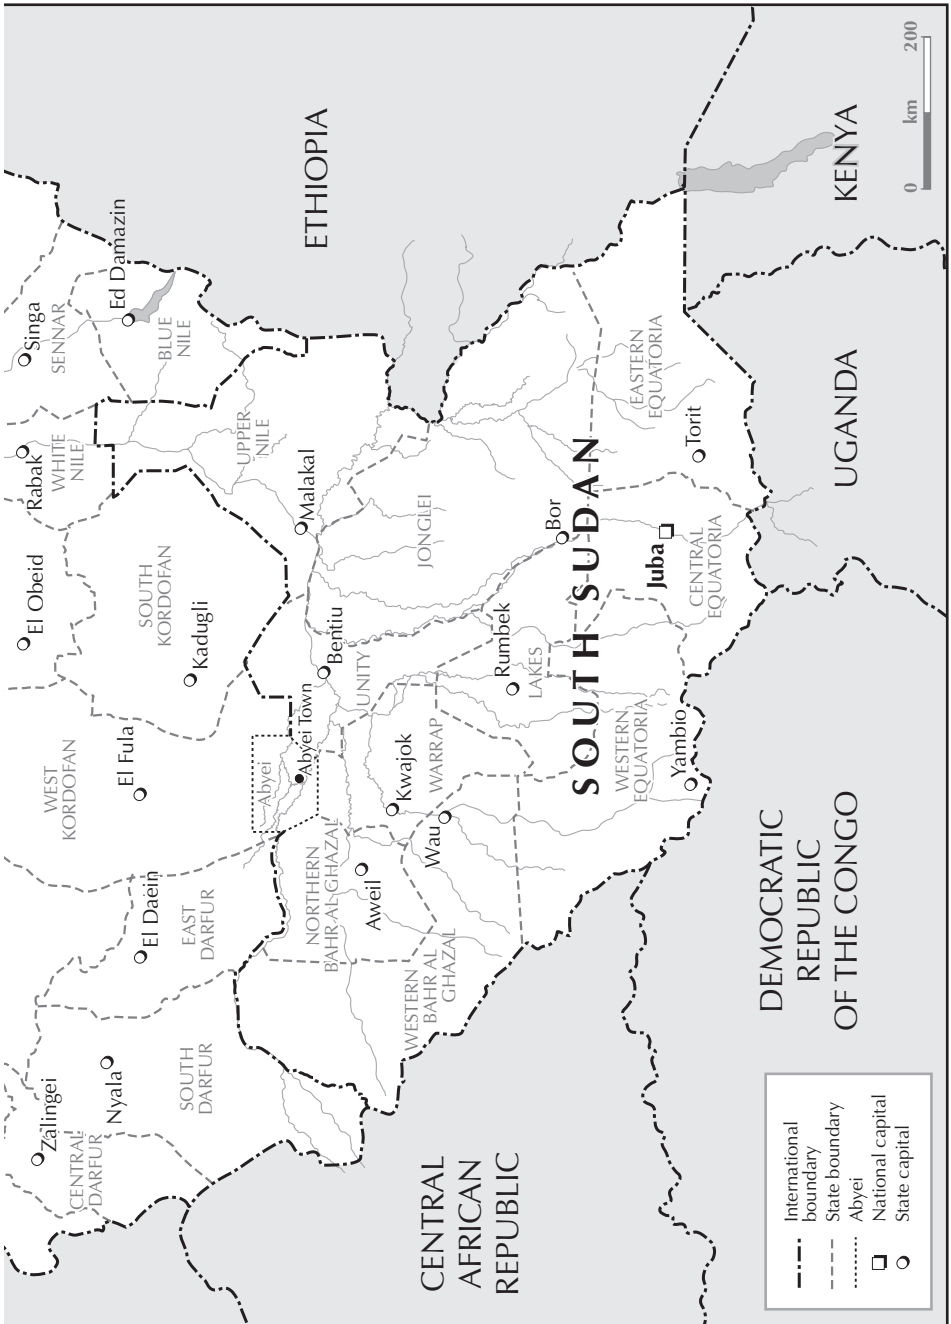 Zalingei
CENTRAL
DARFUR
Nyala
SOUTH
DARFUR
El Daein
EAST
DARFUR
WEST
KORDOFAN
El Fula
El Obeid
SOUTH
KORDOFAN
Kadugli
Rabak
WHITE
NILE
Singa
SENNAR
Ed Damazin
BLUE
NILE
ETHIOPIA
UPPER
NILE
Malakal
Abyei
Abyei Town
Bentiu
UNITY
JONGLEI
NORTHERN
BAHR AL GHAZAL
Aweil
WESTERN
BAHR AL
GHAZAL
Kwajok
WARRAP
Wau
Rumbek
LAKES
Bor
SOUTH SUDAN
WESTERN
EQUATORIA
Yambio
Juba
CENTRAL
EQUATORIA
EASTERN
EQUATORIA
Torit
CENTRAL
AFRICAN
REPUBLIC
DEMOCRATIC
REPUBLIC
OF THE CONGO
UGANDA
KENYA
International
boundary
State boundary
Abyei
National capital
State capital
0 km 200